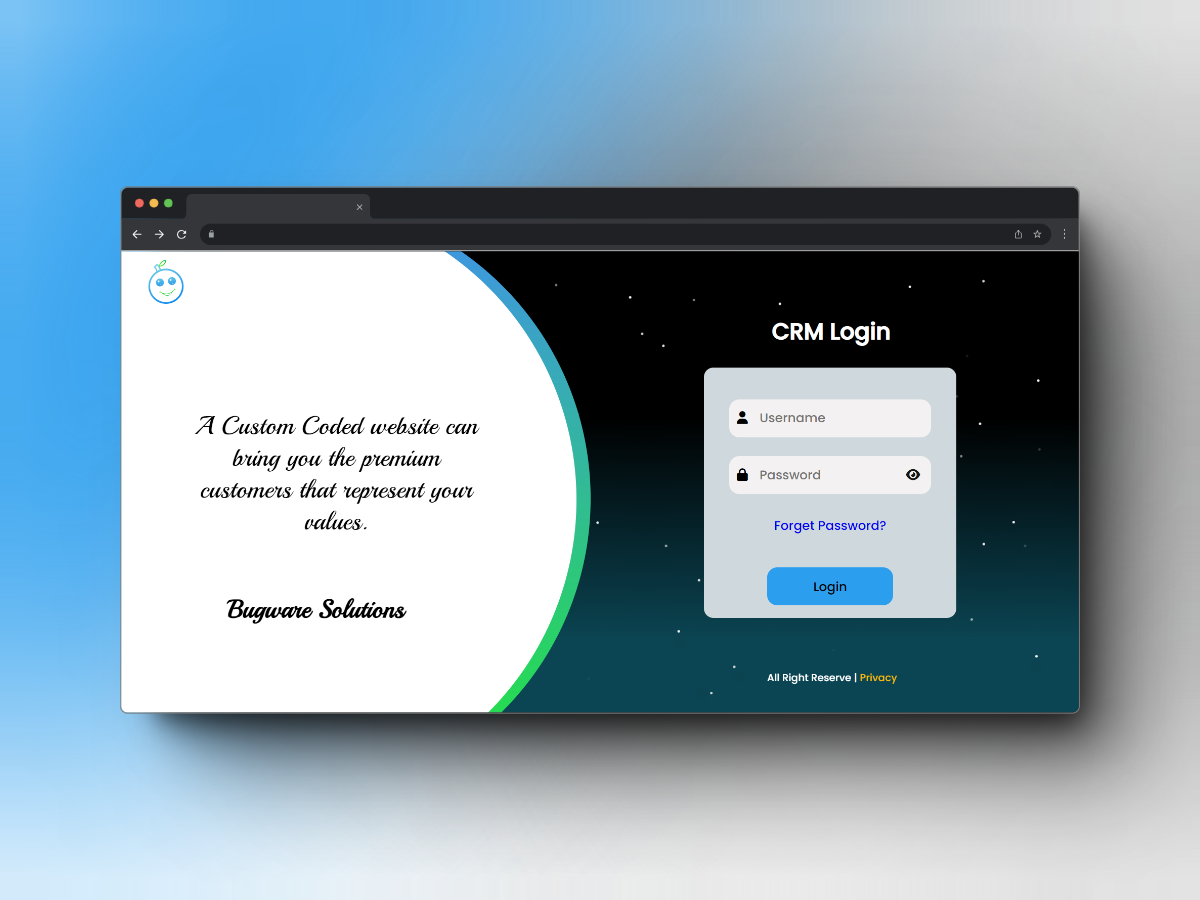 A Custom Coded website can
bring you the premium
customers that represent your
values.
Bugware Solutions
CRM Login
Username
Password
Forget Password?
Login
All Right Reserve | Privacy